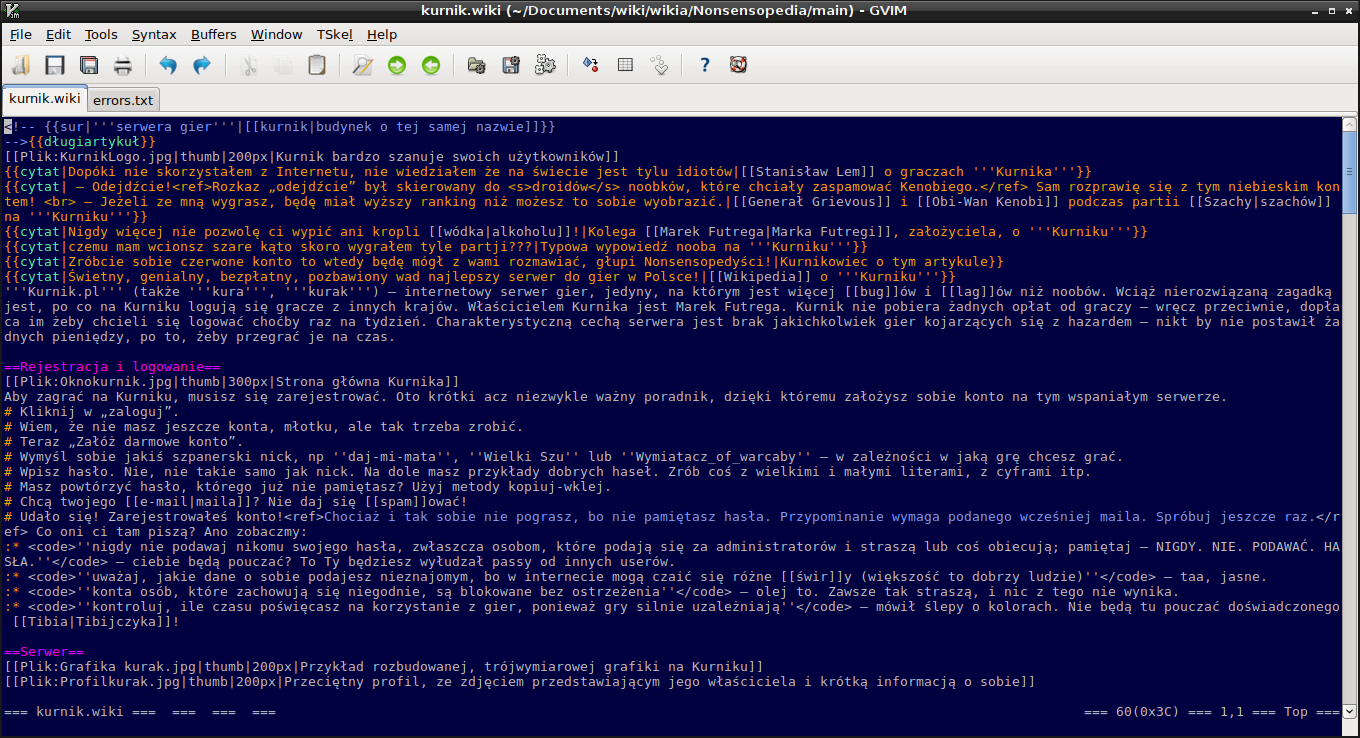 kurnik.wiki (~/Documents/wiki/wikia/Nonsensopedia/main) - GVIM
File Edit Tools Syntax Buffers Window TSkel Help
kurnik.wiki errors.txt
<!-- {{sur|'''serwera gier'''|[[kurnik|budynek o tej samej nazwie]]}}
-->{{długiartykuł}}
[[Plik:KurnikLogo.jpg|thumb|200px|Kurnik bardzo szanuje swoich użytkowników]]
{{cytat|Dopóki nie skorzystałem z Internetu, nie wiedziałem że na świecie jest tylu idiotów|[[Stanisław Lem]] o graczach '''Kurnika'''}}
{{cytat| — Odejdźcie!<ref>Rozkaz „odejdźcie” był skierowany do <s>droidów</s> noobków, które chciały zaspamować Kenobiego.</ref> Sam rozprawię się z tym niebieskim kon
tem! <br> — Jeżeli ze mną wygrasz, będę miał wyższy ranking niż możesz to sobie wyobrazić.|[[Generał Grievous]] i [[Obi-Wan Kenobi]] podczas partii [[Szachy|szachów]]
na '''Kurniku'''}}
{{cytat|Nigdy więcej nie pozwolę ci wypić ani kropli [[wódka|alkoholu]]!|Kolega [[Marek Futrega|Marka Futregi]], założyciela, o '''Kurniku'''}}
{{cytat|czemu mam wcionsz szare kąto skoro wygrałem tyle partji???|Typowa wypowiedź nooba na '''Kurniku'''}}
{{cytat|Zróbcie sobie czerwone konto to wtedy będę mógł z wami rozmawiać, głupi Nonsensopedyści!|Kurnikowiec o tym artykule}}
{{cytat|Świetny, genialny, bezpłatny, pozbawiony wad najlepszy serwer do gier w Polsce!|[[Wikipedia]] o '''Kurniku'''}}
'''Kurnik.pl''' (także '''kura''', '''kurak''') — internetowy serwer gier, jedyny, na którym jest więcej [[bug]]ów i [[lag]]ów niż noobów. Wciąż nierozwiązaną zagadką
jest, po co na Kurniku logują się gracze z innych krajów. Właścicielem Kurnika jest Marek Futrega. Kurnik nie pobiera żadnych opłat od graczy — wręcz przeciwnie, dopła
ca im żeby chcieli się logować choćby raz na tydzień. Charakterystyczną cechą serwera jest brak jakichkolwiek gier kojarzących się z hazardem — nikt by nie postawił ża
dnych pieniędzy, po to, żeby przegrać je na czas.
==Rejestracja i logowanie==
[[Plik:Oknokurnik.jpg|thumb|300px|Strona główna Kurnika]]
Aby zagrać na Kurniku, musisz się zarejestrować. Oto krótki acz niezwykle ważny poradnik, dzięki któremu założysz sobie konto na tym wspaniałym serwerze.
# Kliknij w „zaloguj”.
# Wiem, że nie masz jeszcze konta, młotku, ale tak trzeba zrobić.
# Teraz „Załóż darmowe konto”.
# Wymyśl sobie jakiś szpanerski nick, np ''daj-mi-mata'', ''Wielki Szu'' lub ''Wymiatacz_of_warcaby'' — w zależności w jaką grę chcesz grać.
# Wpisz hasło. Nie, nie takie samo jak nick. Na dole masz przykłady dobrych haseł. Zrób coś z wielkimi i małymi literami, z cyframi itp.
# Masz powtórzyć hasło, którego już nie pamiętasz? Użyj metody kopiuj-wklej.
# Chcą twojego [[e-mail|maila]]? Nie daj się [[spam]]ować!
# Udało się! Zarejestrowałeś konto!<ref>Chociaż i tak sobie nie pograsz, bo nie pamiętasz hasła. Przypominanie wymaga podanego wcześniej maila. Spróbuj jeszcze raz.</r
ef> Co oni ci tam piszą? Ano zobaczmy:
:* <code>''nigdy nie podawaj nikomu swojego hasła, zwłaszcza osobom, które podają się za administratorów i straszą lub coś obiecują; pamiętaj — NIGDY. NIE. PODAWAĆ. HA
SŁA.''</code> — ciebie będą pouczać? To Ty będziesz wyłudzał passy od innych userów.
:* <code>''uważaj, jakie dane o sobie podajesz nieznajomym, bo w internecie mogą czaić się różne [[świr]]y (większość to dobrzy ludzie)''</code> — taa, jasne.
:* <code>''konta osób, które zachowują się niegodnie, są blokowane bez ostrzeżenia''</code> — olej to. Zawsze tak straszą, i nic z tego nie wynika.
:* <code>''kontroluj, ile czasu poświęcasz na korzystanie z gier, ponieważ gry silnie uzależniają''</code> — mówił ślepy o kolorach. Nie będą tu pouczać doświadczonego
[[Tibia|Tibijczyka]]!
==Serwer==
[[Plik:Grafika kurak.jpg|thumb|200px|Przykład rozbudowanej, trójwymiarowej grafiki na Kurniku]]
[[Plik:Profilkurak.jpg|thumb|200px|Przeciętny profil, ze zdjęciem przedstawiającym jego właściciela i krótką informacją o sobie]]
=== kurnik.wiki === === === === === 60(0x3C) === 1,1 === Top ===